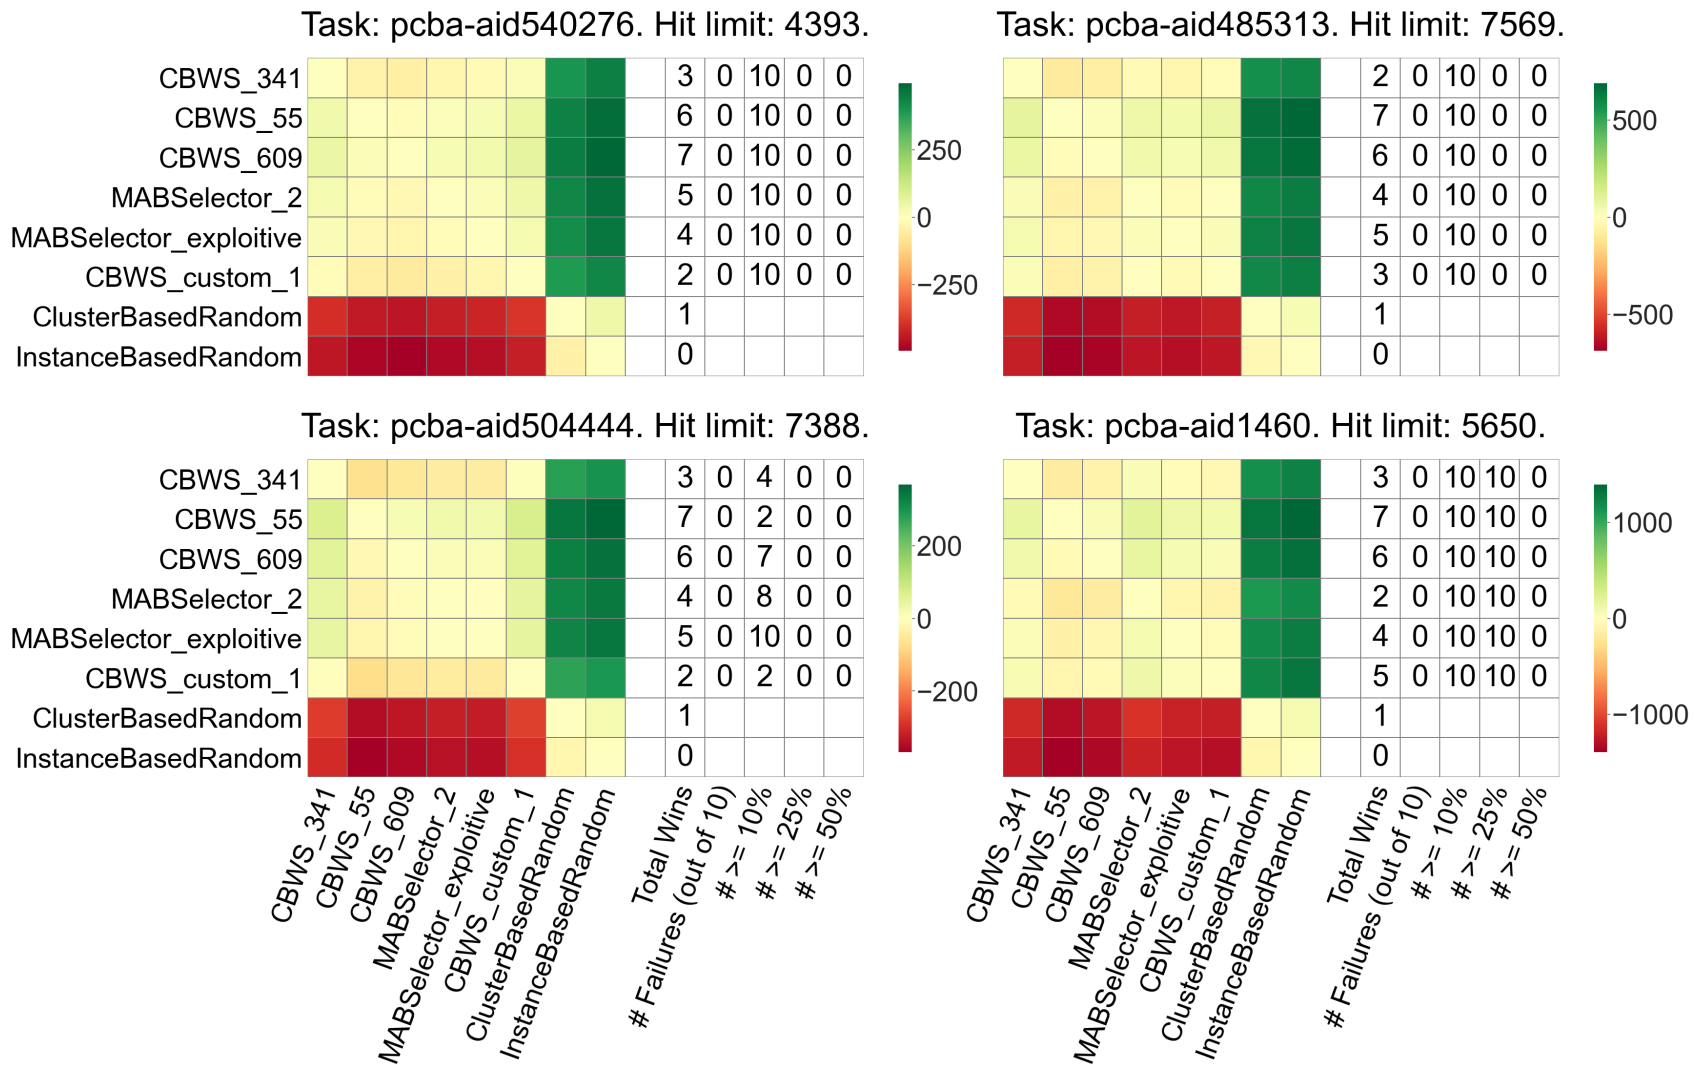 Task: pcba-aid540276. Hit limit: 4393.
CBWS_341 3 0 10 0 0
CBWS_55 6 0 10 0 0
CBWS_609 7 0 10 0 0
MABSelector_2 5 0 10 0 0
MABSelector_exploitive 4 0 10 0 0
CBWS_custom_1 2 0 10 0 0
ClusterBasedRandom 1
InstanceBasedRandom 0
250
0
−250
Task: pcba-aid485313. Hit limit: 7569.
2 0 10 0 0
7 0 10 0 0
6 0 10 0 0
4 0 10 0 0
5 0 10 0 0
3 0 10 0 0
1
0
500
0
−500
Task: pcba-aid504444. Hit limit: 7388.
CBWS_341 3 0 4 0 0
CBWS_55 7 0 2 0 0
CBWS_609 6 0 7 0 0
MABSelector_2 4 0 8 0 0
MABSelector_exploitive 5 0 10 0 0
CBWS_custom_1 2 0 2 0 0
ClusterBasedRandom 1
InstanceBasedRandom 0
200
0
−200
CBWS_341
CBWS_55
CBWS_609
MABSelector_2
MABSelector_exploitive
CBWS_custom_1
ClusterBasedRandom
InstanceBasedRandom
Total Wins
# Failures (out of 10)
# >= 10%
# >= 25%
# >= 50%
Task: pcba-aid1460. Hit limit: 5650.
3 0 10 10 0
7 0 10 10 0
6 0 10 10 0
2 0 10 10 0
4 0 10 10 0
5 0 10 10 0
1
0
1000
0
−1000
CBWS_341
CBWS_55
CBWS_609
MABSelector_2
MABSelector_exploitive
CBWS_custom_1
ClusterBasedRandom
InstanceBasedRandom
Total Wins
# Failures (out of 10)
# >= 10%
# >= 25%
# >= 50%